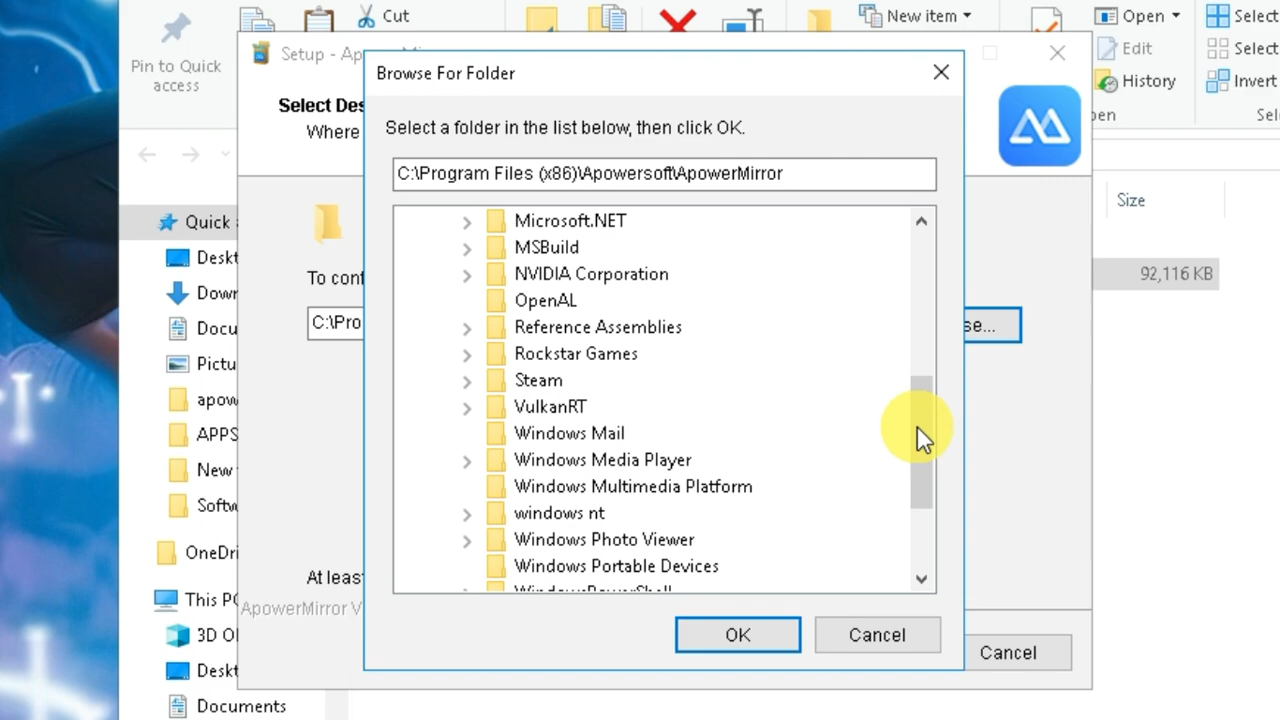 Pin to Quick
access
Cut
New item
Open
Select
Edit
Select
History
Invert
Setup - Ap
Browse For Folder
Select Des
Where
Select a folder in the list below, then click OK.
C:\Program Files (x86)\Apowersoft\ApowerMirror
Size
Quick
Microsoft.NET
MSBuild
Deskt
NVIDIA Corporation
92,116 KB
To conti
Down
OpenAL
C:\Pro
Docu
Reference Assemblies
se...
Rockstar Games
Pictu
Steam
apow
VulkanRT
Windows Mail
APPS
Windows Media Player
New
Windows Multimedia Platform
Softw
windows nt
Windows Photo Viewer
OneDri
Windows Portable Devices
At least
WindowsPowerShell
This PC
ApowerMirror V
OK
Cancel
3D O
Cancel
Deskt
Documents